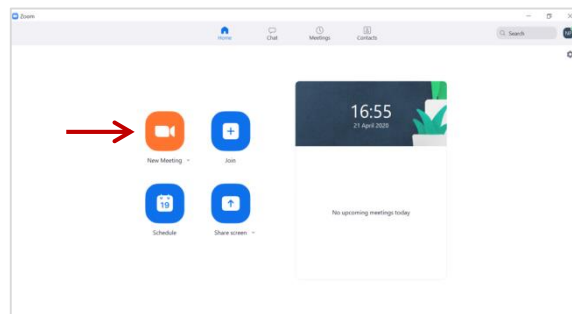 Zoom
Home
Chat
Meetings
Contacts
Search
NP
16:55
21 April 2020
New Meeting
Join
19
Schedule
Share screen
No upcoming meetings today